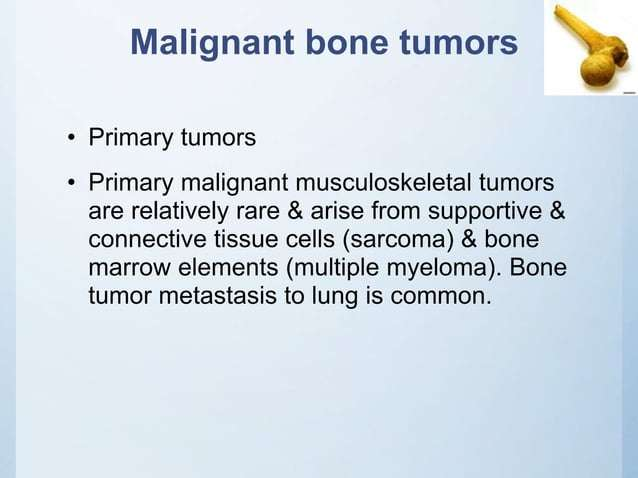 Malignant bone tumors
• Primary tumors
• Primary malignant musculoskeletal tumors
are relatively rare & arise from supportive &
connective tissue cells (sarcoma) & bone
marrow elements (multiple myeloma). Bone
tumor metastasis to lung is common.